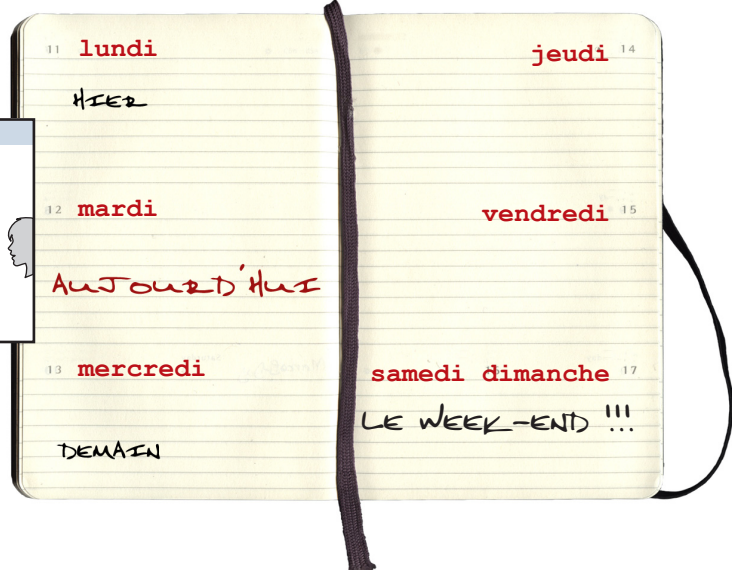 11 lundi
HIER
12 mardi
AUJOURD'HUI
13 mercredi
DEMAIN
jeudi 14
vendredi 15
samedi dimanche 17
LE WEEK-END !!!